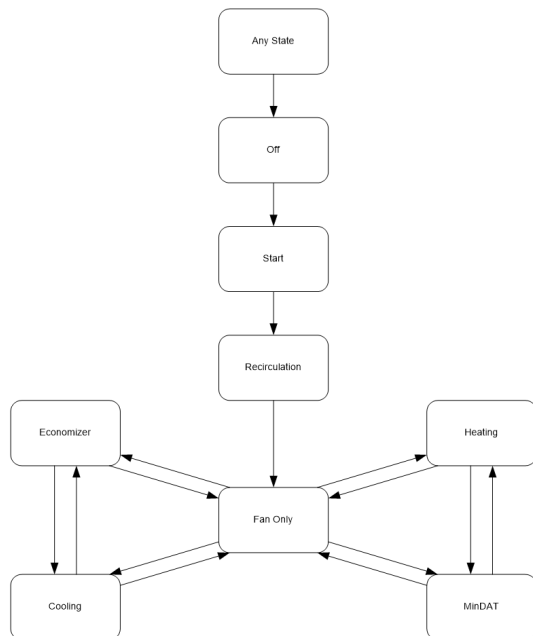 Any State
Off
Start
Recirculation
Economizer
Heating
Fan Only
Cooling
MinDAT